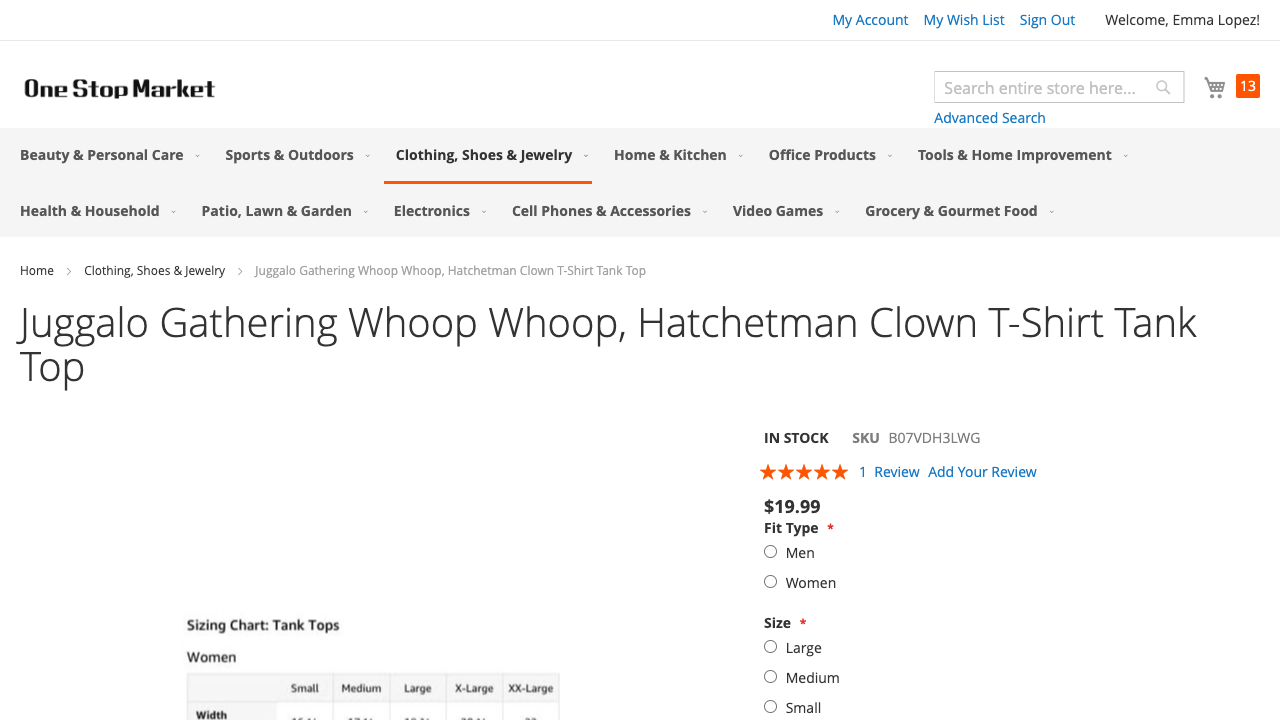 My Account My Wish List Sign Out Welcome, Emma Lopez!
One Stop Market
Search entire store here...
13
Advanced Search
Beauty & Personal Care Sports & Outdoors Clothing, Shoes & Jewelry Home & Kitchen Office Products Tools & Home Improvement
Health & Household Patio, Lawn & Garden Electronics Cell Phones & Accessories Video Games Grocery & Gourmet Food
Home Clothing, Shoes & Jewelry Juggalo Gathering Whoop Whoop, Hatchetman Clown T-Shirt Tank Top
Juggalo Gathering Whoop Whoop, Hatchetman Clown T-Shirt Tank
Top
IN STOCK SKU B07VDH3LWG
1 Review Add Your Review
$19.99
Fit Type *
Men
Women
Size *
Large
Medium
Small
Sizing Chart: Tank Tops
Women
Small Medium Large X-Large XX-Large
Width